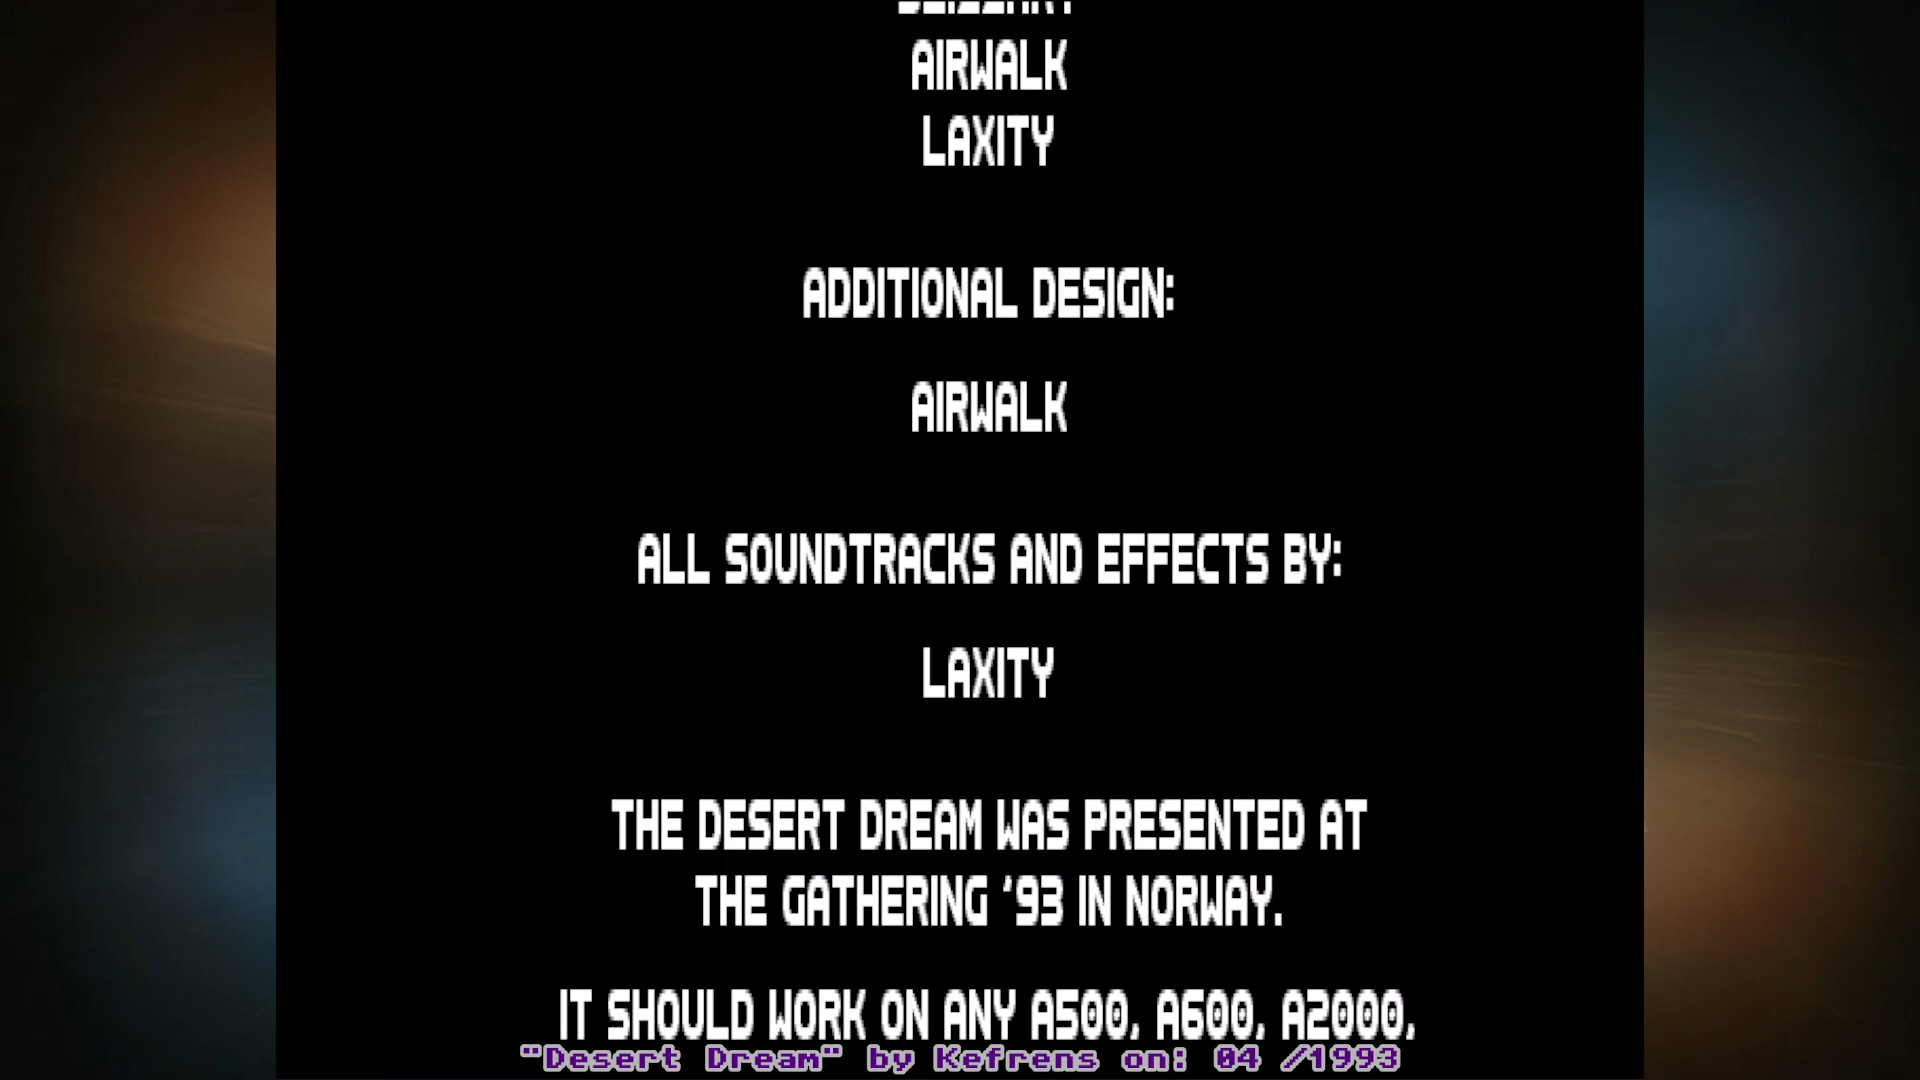 AIRWALK
LAXITY
ADDITIONAL DESIGN:
AIRWALK
ALL SOUNDTRACKS AND EFFECTS BY:
LAXITY
THE DESERT DREAM WAS PRESENTED AT
THE GATHERING '93 IN NORWAY.
IT SHOULD WORK ON ANY A500, A600, A2000,
"Desert Dream" by Kefrens on: 04 /1993